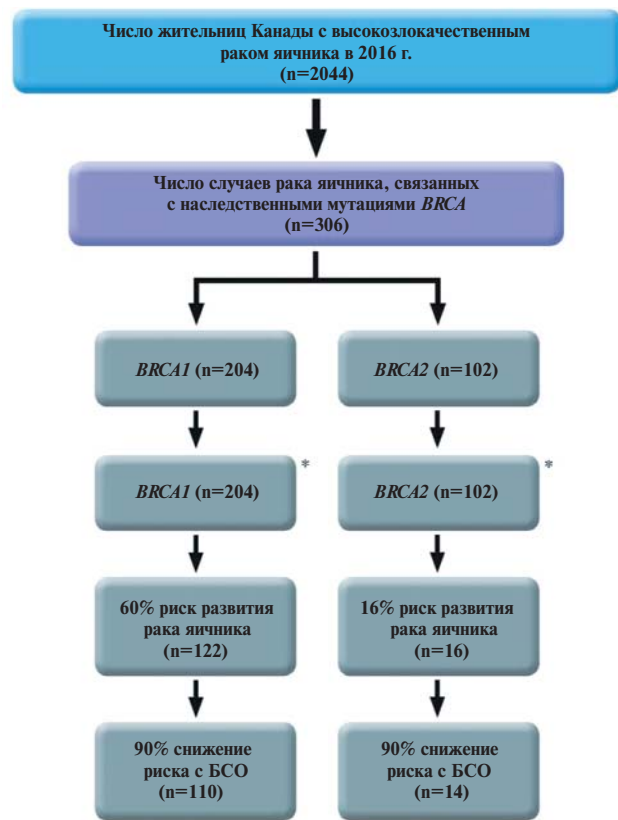 Число жительниц Канады с высокозлокачественным
раком яичника в 2016 г.
(n=2044)
Число случаев рака яичника, связанных
с наследственными мутациями BRCA
(n=306)
BRCA1 (n=204)
BRCA2 (n=102)
BRCA1 (n=204) *
BRCA2 (n=102) *
60% риск развития
рака яичника
(n=122)
16% риск развития
рака яичника
(n=16)
90% снижение
риска с БСО
(n=110)
90% снижение
риска с БСО
(n=14)